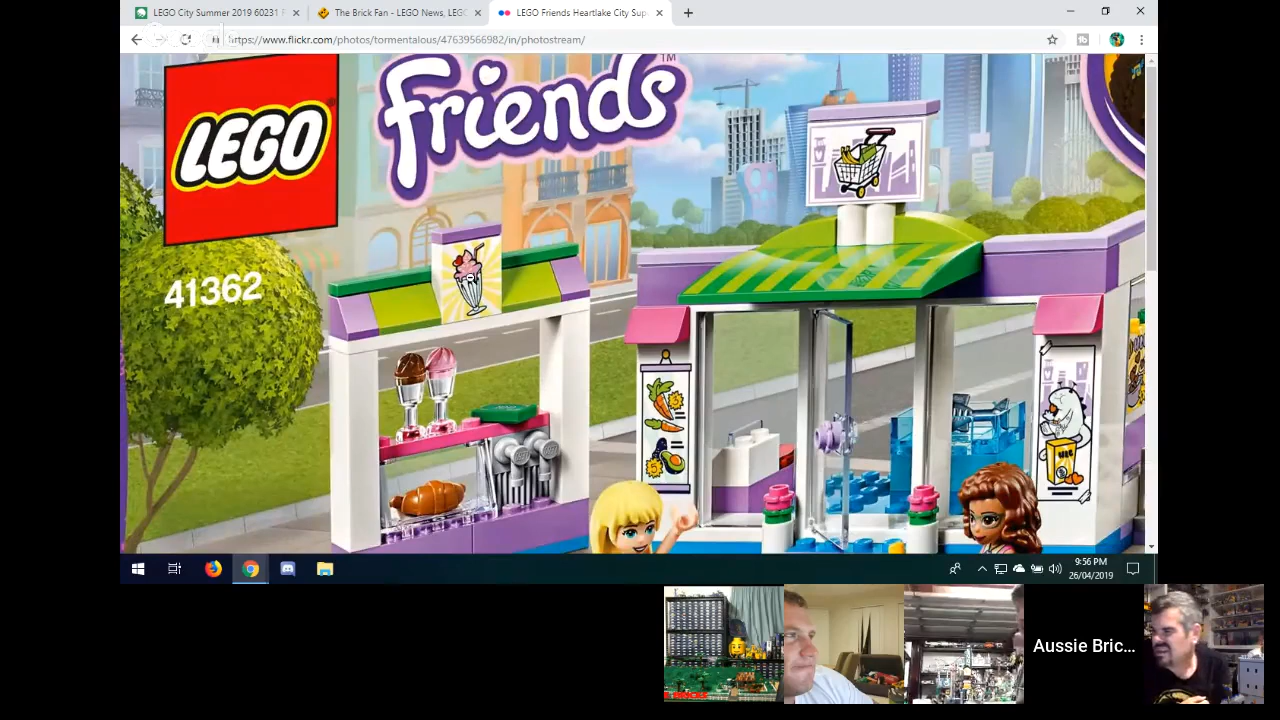 LEGO City Summer 2019 60231 F
The Brick Fan - LEGO News, LEGO
LEGO Friends Heartlake City Sup
https://www.flickr.com/photos/tormentalous/47639566982/in/photostream/
LEGO
friends
TM
41362
9:56 PM
26/04/2019
Aussie Bric...